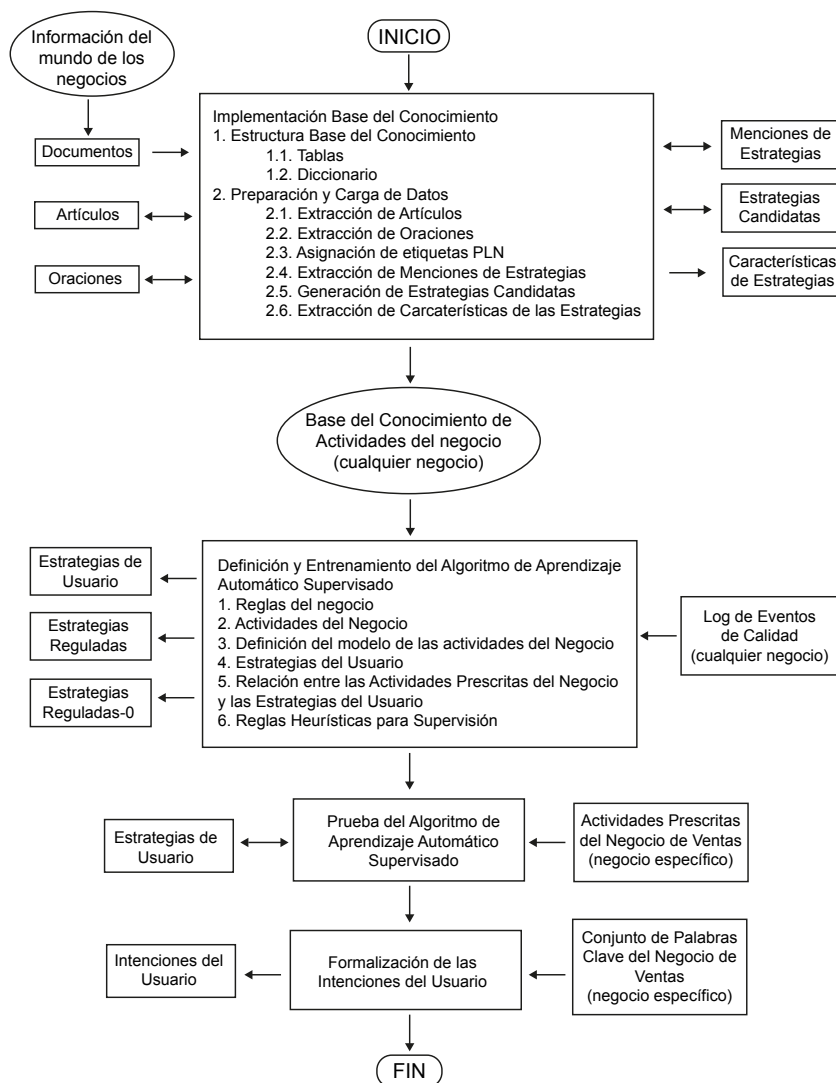 Información del
mundo de los
negocios
INICIO
Implementación Base del Conocimiento
1. Estructura Base del Conocimiento
1.1. Tablas
1.2. Diccionario
2. Preparación y Carga de Datos
2.1. Extracción de Artículos
2.2. Extracción de Oraciones
2.3. Asignación de etiquetas PLN
2.4. Extracción de Menciones de Estrategias
2.5. Generación de Estrategias Candidatas
2.6. Extracción de Carcaterísticas de las Estrategias
Documentos
Artículos
Oraciones
Menciones de
Estrategias
Estrategias
Candidatas
Características
de Estrategias
Base del Conocimiento de
Actividades del negocio
(cualquier negocio)
Estrategias de
Usuario
Estrategias
Reguladas
Estrategias
Reguladas-0
Definición y Entrenamiento del Algoritmo de Aprendizaje
Automático Supervisado
1. Reglas del negocio
2. Actividades del Negocio
3. Definición del modelo de las actividades del Negocio
4. Estrategias del Usuario
5. Relación entre las Actividades Prescritas del Negocio
y las Estrategias del Usuario
6. Reglas Heurísticas para Supervisión
Log de Eventos
de Calidad
(cualquier negocio)
Estrategias de
Usuario
Prueba del Algoritmo de
Aprendizaje Automático
Supervisado
Actividades Prescritas
del Negocio de Ventas
(negocio específico)
Intenciones del
Usuario
Formalización de las
Intenciones del Usuario
Conjunto de Palabras
Clave del Negocio de
Ventas
(negocio específico)
FIN